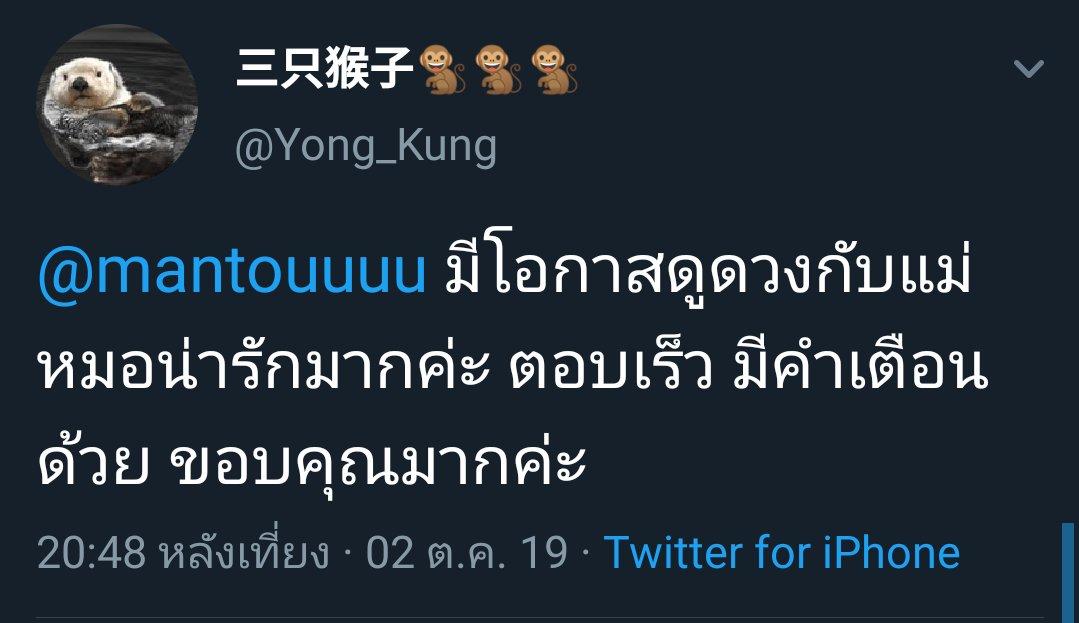 三只猴子🐒🐒🐒
@Yong_Kung
@mantouuuu มีโอกาสดูดวงกับแม่
หมอน่ารักมากค่ะ ตอบเร็ว มีคำเตือน
ด้วย ขอบคุณมากค่ะ
20:48 หลังเที่ยง · 02 ต.ค. 19 · Twitter for iPhone